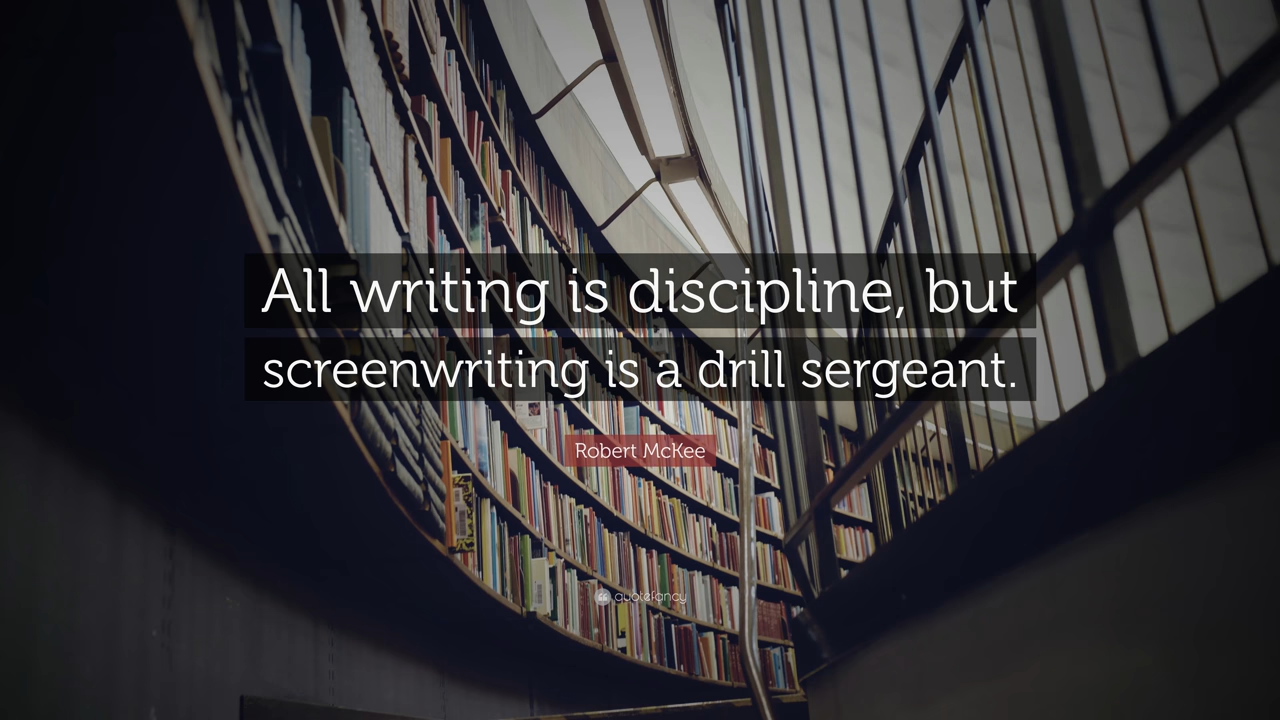 All writing is discipline, but
screenwriting is a drill sergeant.
Robert McKee
quotefancy